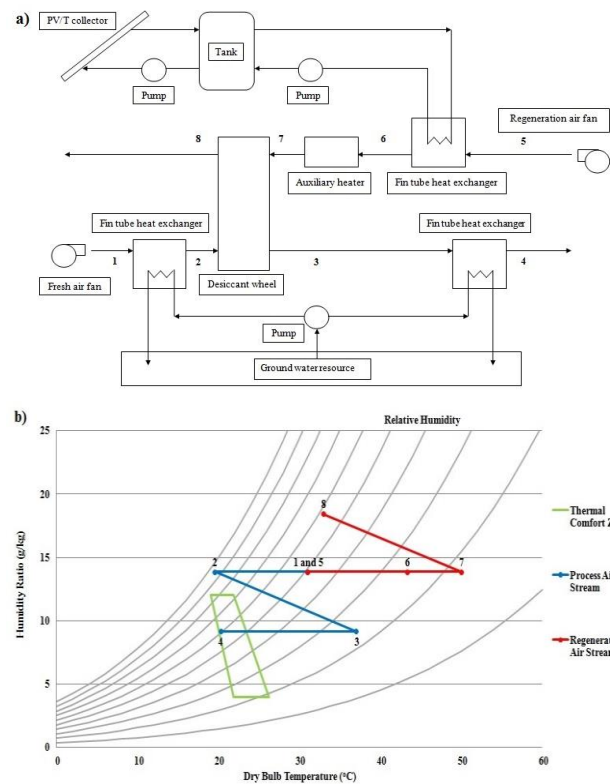 a)
PV/T collector
Tank
Pump
Pump
Regeneration air fan
8
7
6
5
Auxiliary heater
Fin tube heat exchanger
Fin tube heat exchanger
Fin tube heat exchanger
1
2
3
4
Fresh air fan
Desiccant wheel
Pump
Ground water resource
b)
Relative Humidity
25
20
15
10
5
0
Humidity Ratio (g/kg)
8
2
1 and 5
6
7
4
3
0
10
20
30
40
50
60
Dry Bulb Temperature (°C)
Thermal
Comfort Z
Process Air
Stream
Regenerat
Air Stream